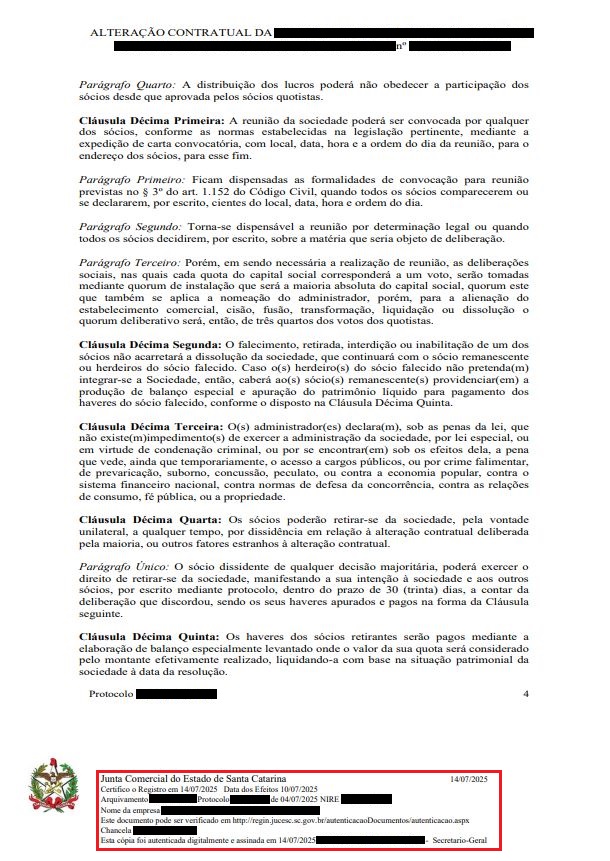 ALTERAÇÃO CONTRATUAL DA
nº
Parágrafo Quarto: A distribuição dos lucros poderá não obedecer a participação dos
sócios desde que aprovada pelos sócios quotistas.
Cláusula Décima Primeira: A reunião da sociedade poderá ser convocada por qualquer
dos sócios, conforme as normas estabelecidas na legislação pertinente, mediante a
expedição de carta convocatória, com local, data, hora e a ordem do dia da reunião, para o
endereço dos sócios, para esse fim.
Parágrafo Primeiro: Ficam dispensadas as formalidades de convocação para reunião
previstas no § 3º do art. 1.152 do Código Civil, quando todos os sócios comparecerem ou
se declararem, por escrito, cientes do local, data, hora e ordem do dia.
Parágrafo Segundo: Torna-se dispensável a reunião por determinação legal ou quando
todos os sócios decidirem, por escrito, sobre a matéria que seria objeto de deliberação.
Parágrafo Terceiro: Porém, em sendo necessária a realização de reunião, as deliberações
sociais, nas quais cada quota do capital social corresponderá a um voto, serão tomadas
mediante quorum de instalação que será a maioria absoluta do capital social, quorum este
que também se aplica a nomeação do administrador, porém, para a alienação do
estabelecimento comercial, cisão, fusão, transformação, liquidação ou dissolução o
quorum deliberativo será, então, de três quartos dos votos dos quotistas.
Cláusula Décima Segunda: O falecimento, retirada, interdição ou inabilitação de um dos
sócios não acarretará a dissolução da sociedade, que continuará com o sócio remanescente
ou herdeiros do sócio falecido. Caso o(s) herdeiro(s) do sócio falecido não pretenda(m)
integrar-se a Sociedade, então, caberá ao(s) sócio(s) remanescente(s) providenciar(em) a
produção de balanço especial e apuração do patrimônio líquido para pagamento dos
haveres do sócio falecido, conforme o disposto na Cláusula Décima Quinta.
Cláusula Décima Terceira: O(s) administrador(es) declara(m), sob as penas da lei, que
não existe(m)impedimento(s) de exercer a administração da sociedade, por lei especial, ou
em virtude de condenação criminal, ou por se encontrar(em) sob os efeitos dela, a pena
que vede, ainda que temporariamente, o acesso a cargos públicos, ou por crime falimentar,
de prevaricação, suborno, concussão, peculato, ou contra a economia popular, contra o
sistema financeiro nacional, contra normas de defesa da concorrência, contra as relações
de consumo, fé pública, ou a propriedade.
Cláusula Décima Quarta: Os sócios poderão retirar-se da sociedade, pela vontade
unilateral, a qualquer tempo, por dissidência em relação à alteração contratual deliberada
pela maioria, ou outros fatores estranhos à alteração contratual.
Parágrafo Único: O sócio dissidente de qualquer decisão majoritária, poderá exercer o
direito de retirar-se da sociedade, manifestando a sua intenção à sociedade e aos outros
sócios, por escrito mediante protocolo, dentro do prazo de 30 (trinta) dias, a contar da
deliberação que discordou, sendo os seus haveres apurados e pagos na forma da Cláusula
seguinte.
Cláusula Décima Quinta: Os haveres dos sócios retirantes serão pagos mediante a
elaboração de balanço especialmente levantado onde o valor da sua quota será considerado
pelo montante efetivamente realizado, liquidando-a com base na situação patrimonial da
sociedade à data da resolução.
Protocolo 4
Junta Comercial do Estado de Santa Catarina 14/07/2025
Certifico o Registro em 14/07/2025 Data dos Efeitos 10/07/2025
Arquivamento Protocolo de 04/07/2025 NIRE
Nome da empresa
Este documento pode ser verificado em http://regin.jucesc.sc.gov.br/autenticacaoDocumentos/autenticacao.aspx
Chancela
Esta cópia foi autenticada digitalmente e assinada em 14/07/2025 - Secretario-Geral